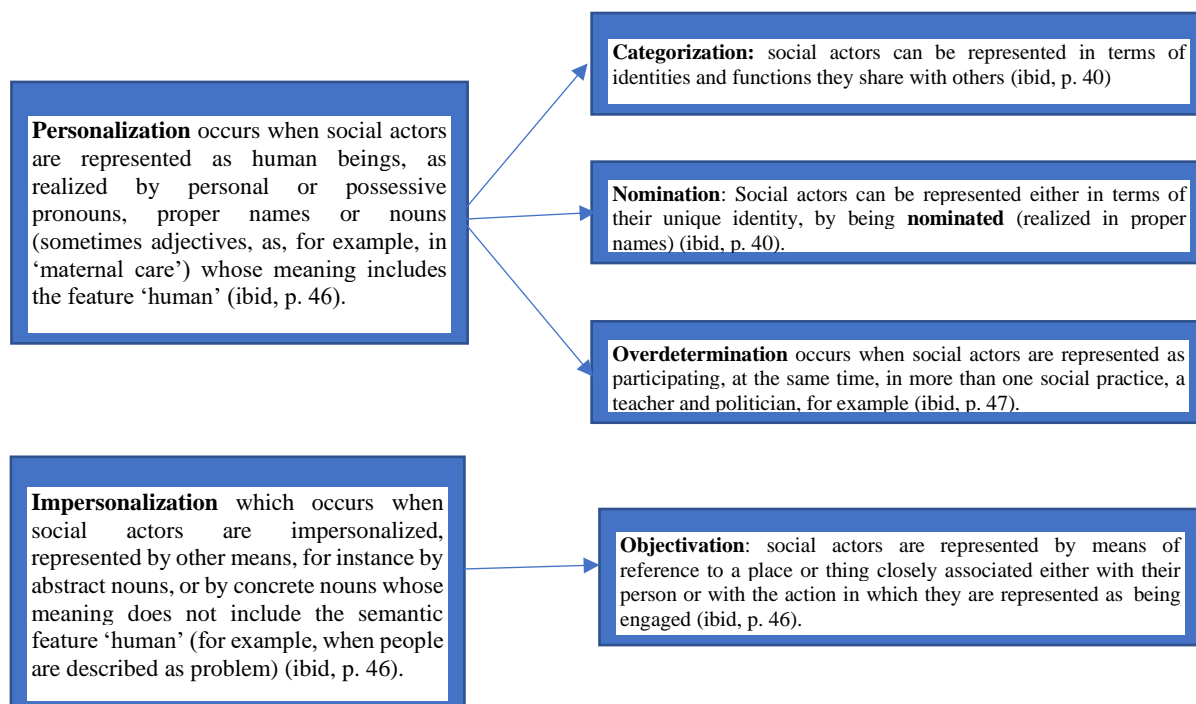 Personalization occurs when social actors
are represented as human beings, as
realized by personal or possessive
pronouns, proper names or nouns
(sometimes adjectives, as, for example, in
‘maternal care’) whose meaning includes
the feature ‘human’ (ibid, p. 46).
Categorization: social actors can be represented in terms of
identities and functions they share with others (ibid, p. 40)
Nomination: Social actors can be represented either in terms of
their unique identity, by being nominated (realized in proper
names) (ibid, p. 40).
Overdetermination occurs when social actors are represented as
participating, at the same time, in more than one social practice, a
teacher and politician, for example (ibid, p. 47).
Impersonalization which occurs when
social actors are impersonalized,
represented by other means, for instance by
abstract nouns, or by concrete nouns whose
meaning does not include the semantic
feature ‘human’ (for example, when people
are described as problem) (ibid, p. 46).
Objectivation: social actors are represented by means of
reference to a place or thing closely associated either with their
person or with the action in which they are represented as being
engaged (ibid, p. 46).